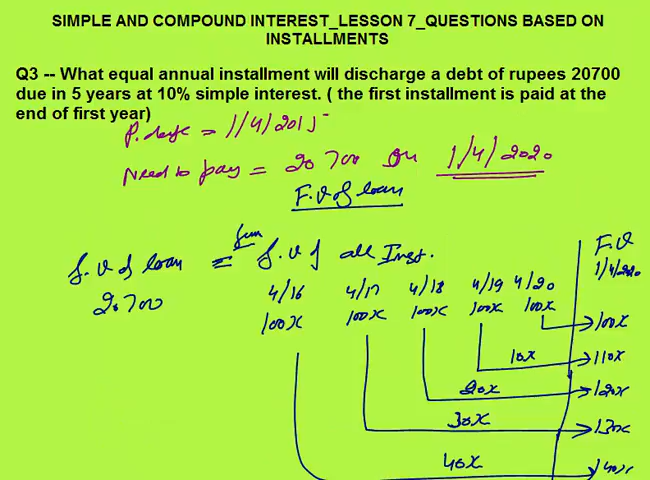 SIMPLE AND COMPOUND INTEREST_LESSON 7_QUESTIONS BASED ON
INSTALLMENTS
Q3 -- What equal annual installment will discharge a debt of rupees 20700
due in 5 years at 10% simple interest. ( the first installment is paid at the
end of first year)
P. date = 1/4/2015
Need to pay = 20700 on 1/4/2020
F.V of loan
f.v of loan = sum f.v of all Inst.
20700
F.V
1/4/2020
4/16 4/17 4/18 4/19 4/20
100x 100x 100x 100x 100x
100x
10x 110x
20x 120x
30x 130x
40x 140x